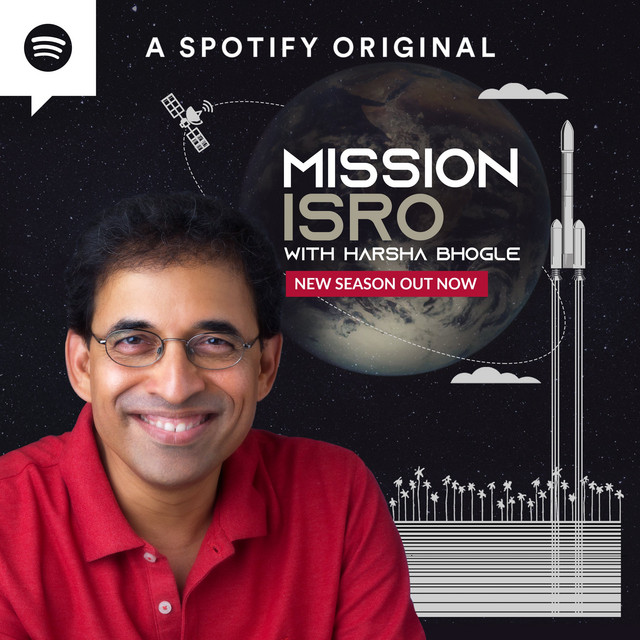 A SPOTIFY ORIGINAL
MISSION
ISRO
WITH HARSHA BHOGLE
NEW SEASON OUT NOW